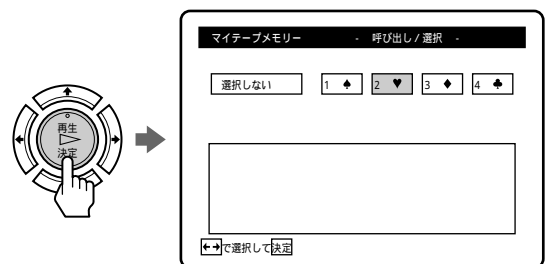 マイテープメモリー - 呼び出し / 選択 -
選択しない 1 ♠ 2 ♥ 3 ♦ 4 ♣
再生
決定
←→で選択して決定